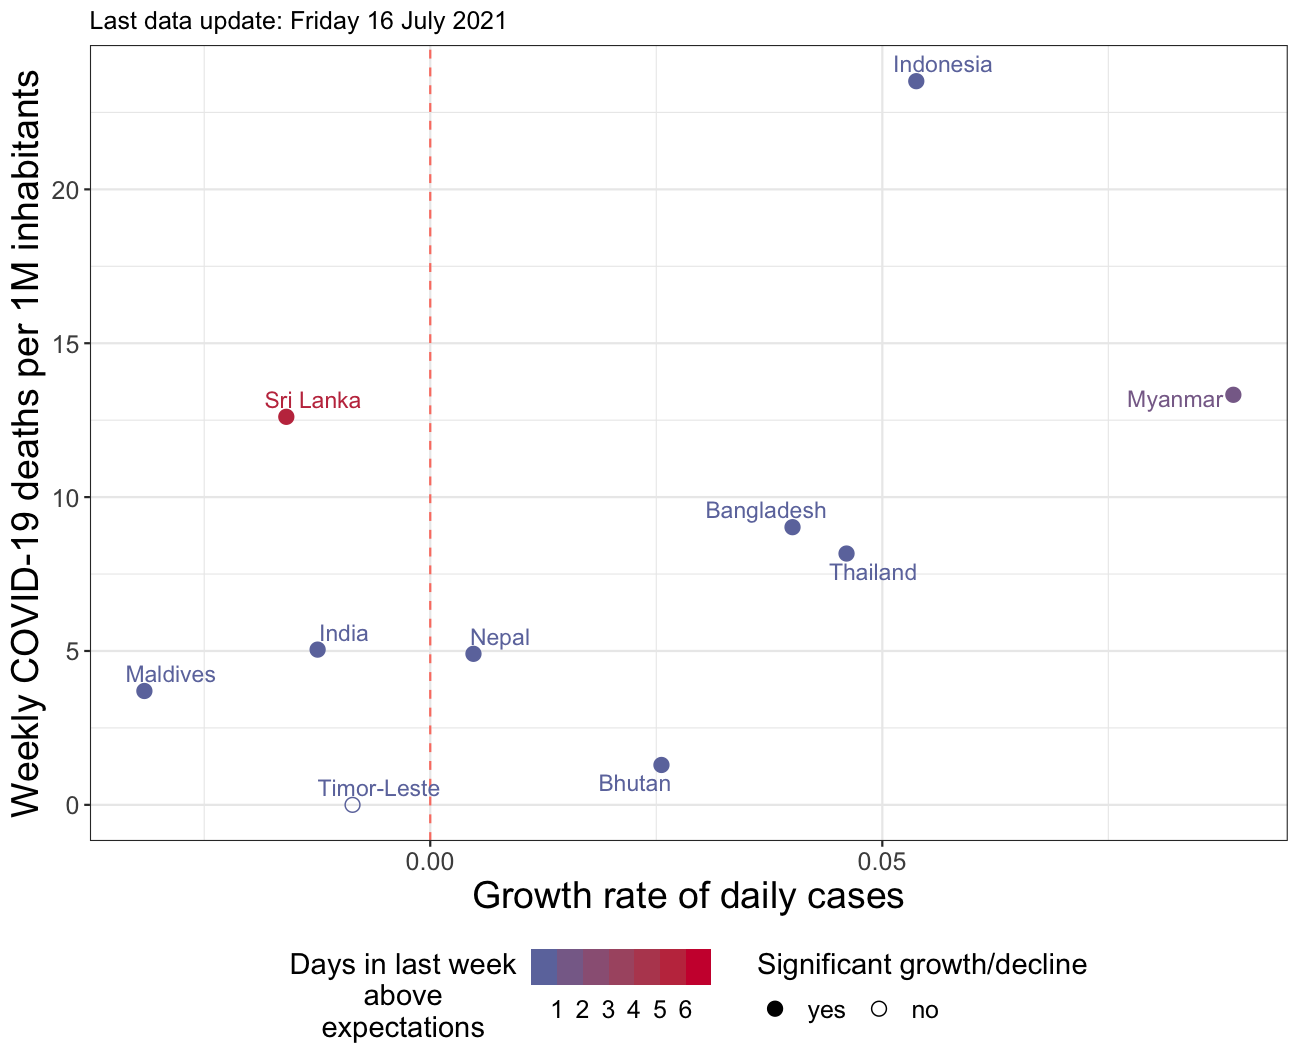 Last data update: Friday 16 July 2021
Weekly COVID-19 deaths per 1M inhabitants
Indonesia
20
15
Sri Lanka
Myanmar
10
Bangladesh
Thailand
India
Nepal
5
Maldives
Timor-Leste
Bhutan
0
0.00
0.05
Growth rate of daily cases
Days in last week
above
expectations
1 2 3 4 5 6
Significant growth/decline
yes no